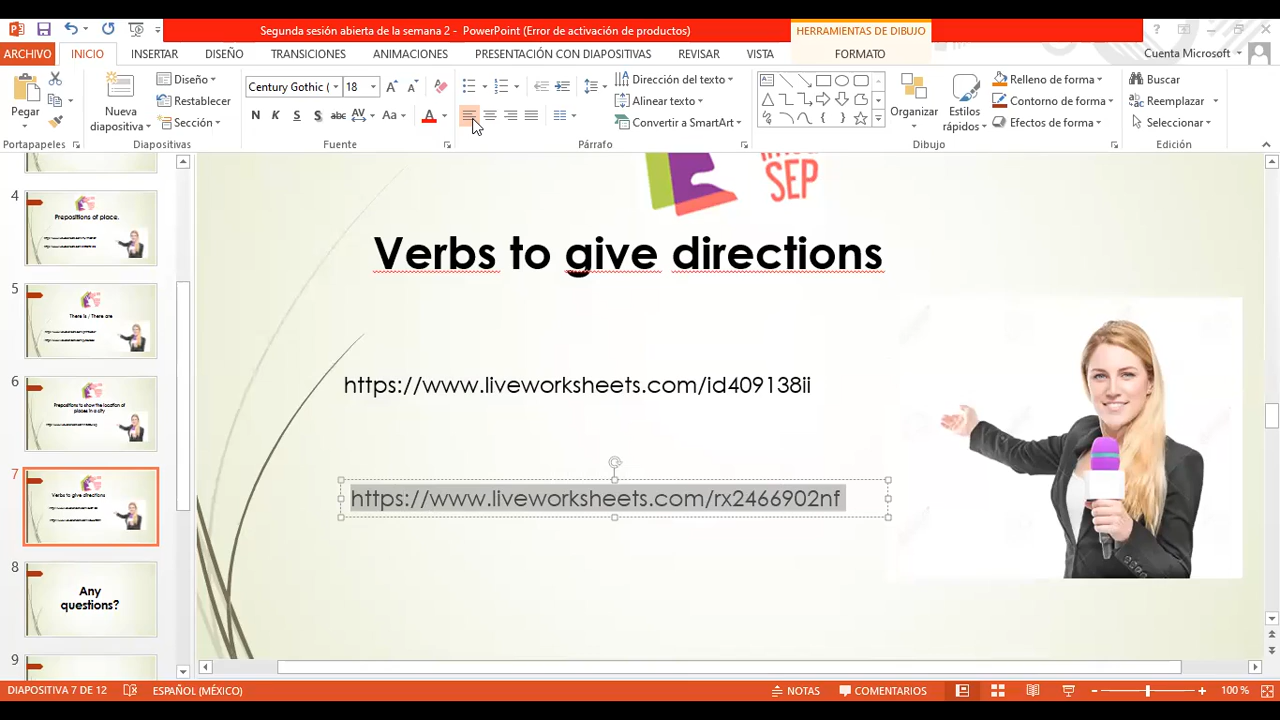 Segunda sesión abierta de la semana 2 - PowerPoint (Error de activación de productos)
HERRAMIENTAS DE DIBUJO
?
ARCHIVO INICIO INSERTAR DISEÑO TRANSICIONES ANIMACIONES PRESENTACIÓN CON DIAPOSITIVAS REVISAR VISTA FORMATO Cuenta Microsoft
Pegar
Portapapeles
Nueva diapositiva
Diseño
Restablecer
Sección
Diapositivas
Century Gothic ( 18
N K S S abc AV Aa A
Fuente
Dirección del texto
Alinear texto
Convertir a SmartArt
Párrafo
Organizar
Estilos rápidos
Relleno de forma
Contorno de forma
Efectos de forma
Dibujo
Buscar
Reemplazar
Seleccionar
Edición
4
Prepositions of place.
5
There is / There are
6
Prepositions to show the location of
places in a city
7
Verbs to give directions
8
Any
questions?
9
SEP
Verbs to give directions
https://www.liveworksheets.com/id409138ii
https://www.liveworksheets.com/rx2466902nf
DIAPOSITIVA 7 DE 12 ESPAÑOL (MÉXICO) NOTAS COMENTARIOS 100 %